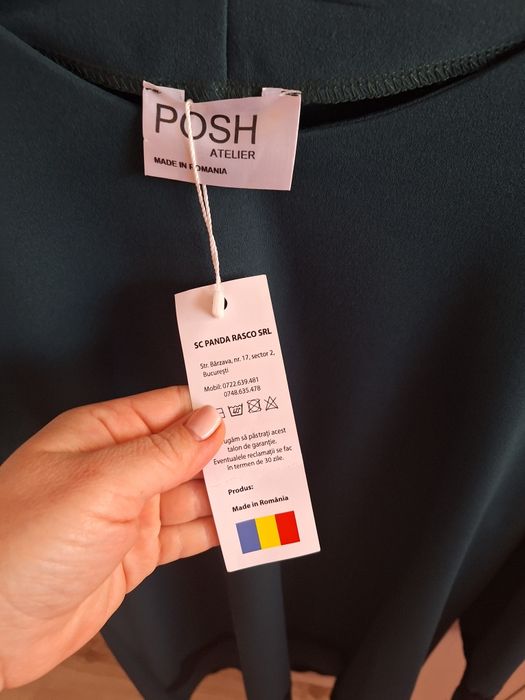 POSH
ATELIER
MADE IN ROMANIA
SC PANDA RASCO SRL
Str. Bârzava, nr. 17, sector 2,
București
Mobil: 0722.639.481
0748.635.478
ugăm să păstrați acest
talon de garanție.
Eventualele reclamații se fac
în termen de 30 zile.
Produs:
Made in România